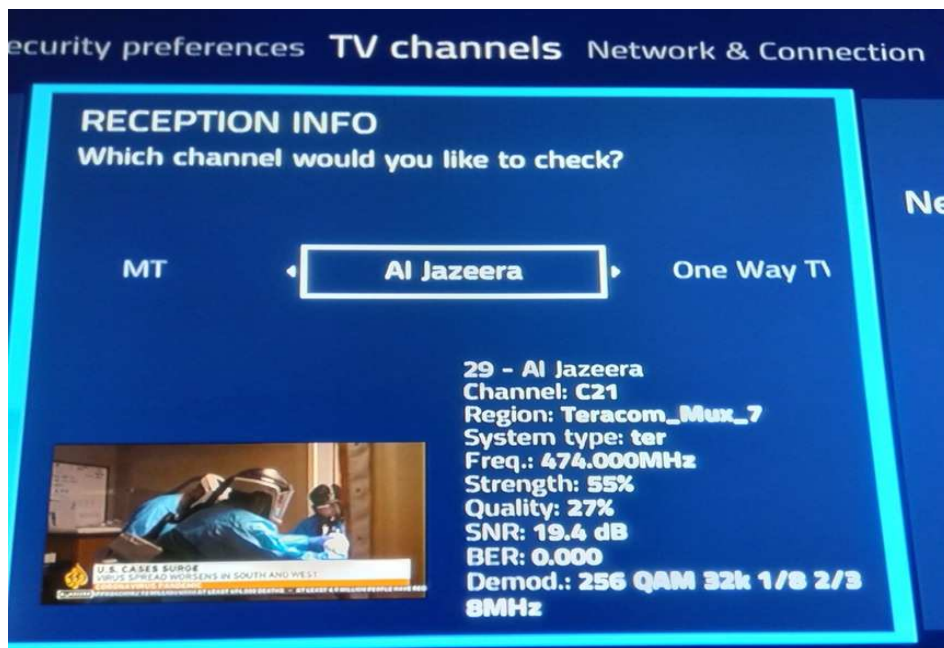 ecurity preferences TV channels Network & Connection
RECEPTION INFO
Which channel would you like to check?
Ne
MT Al Jazeera One Way T
29 - Al Jazeera
Channel: C21
Region: Teracom_Mux_7
System type: ter
Freq.: 474.000MHz
Strength: 55%
Quality: 27%
SNR: 19.4 dB
BER: 0.000
Demod.: 256 QAM 32k 1/8 2/3
8MHz
U.S. CASES SURGE
VIRUS SPREAD WORSENS IN SOUTH AND WEST
CORONAVIRUS PANDEMIC